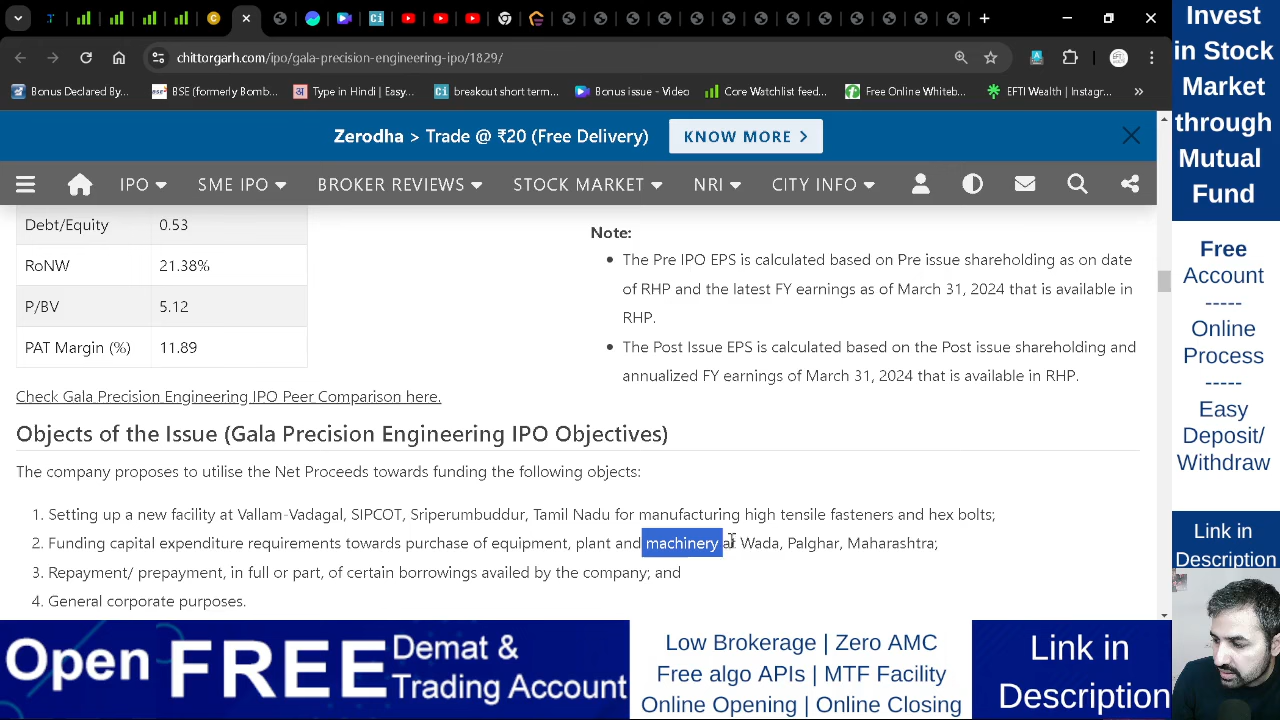 chittorgarh.com/ipo/gala-precision-engineering-ipo/1829/
Bonus Declared By...
BSE (formerly Bomb...
Type in Hindi | Easy...
breakout short term...
Bonus issue - Video
Core Watchlist feed...
Free Online Whiteb...
EFTI Wealth | Instagr...
Zerodha > Trade @ ₹20 (Free Delivery)
KNOW MORE
IPO
SME IPO
BROKER REVIEWS
STOCK MARKET
NRI
CITY INFO
Debt/Equity 0.53
RoNW 21.38%
P/BV 5.12
PAT Margin (%) 11.89
Note:
The Pre IPO EPS is calculated based on Pre issue shareholding as on date
of RHP and the latest FY earnings as of March 31, 2024 that is available in
RHP.
The Post Issue EPS is calculated based on the Post issue shareholding and
annualized FY earnings of March 31, 2024 that is available in RHP.
Check Gala Precision Engineering IPO Peer Comparison here.
Objects of the Issue (Gala Precision Engineering IPO Objectives)
The company proposes to utilise the Net Proceeds towards funding the following objects:
1. Setting up a new facility at Vallam-Vadagal, SIPCOT, Sriperumbuddur, Tamil Nadu for manufacturing high tensile fasteners and hex bolts;
2. Funding capital expenditure requirements towards purchase of equipment, plant and machinery at Wada, Palghar, Maharashtra;
3. Repayment/ prepayment, in full or part, of certain borrowings availed by the company; and
4. General corporate purposes.
Invest
in Stock
Market
through
Mutual
Fund
Free
Account
-----
Online
Process
-----
Easy
Deposit/
Withdraw
Link in
Description
Open FREE Demat &
Trading Account
Low Brokerage | Zero AMC
Free algo APIs | MTF Facility
Online Opening | Online Closing
Link in
Description